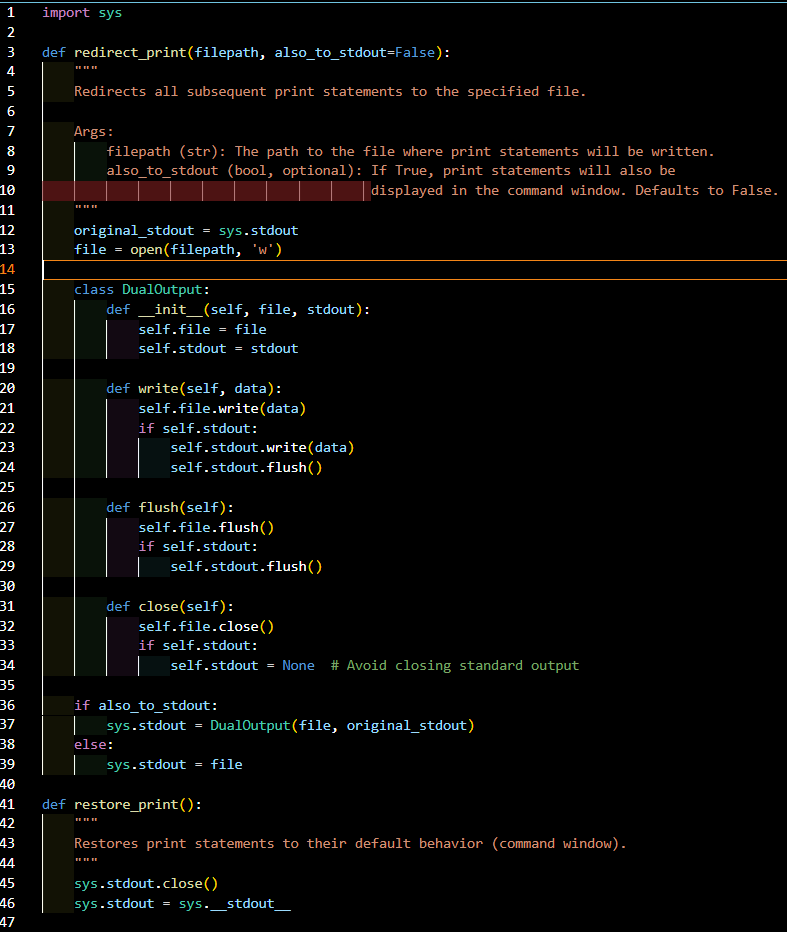 1 import sys
2
3 def redirect_print(filepath, also_to_stdout=False):
4     """
5     Redirects all subsequent print statements to the specified file.
6
7     Args:
8         filepath (str): The path to the file where print statements will be written.
9         also_to_stdout (bool, optional): If True, print statements will also be
10                                          displayed in the command window. Defaults to False.
11     """
12     original_stdout = sys.stdout
13     file = open(filepath, 'w')
14
15     class DualOutput:
16         def __init__(self, file, stdout):
17             self.file = file
18             self.stdout = stdout
19
20         def write(self, data):
21             self.file.write(data)
22             if self.stdout:
23                 self.stdout.write(data)
24                 self.stdout.flush()
25
26         def flush(self):
27             self.file.flush()
28             if self.stdout:
29                 self.stdout.flush()
30
31         def close(self):
32             self.file.close()
33             if self.stdout:
34                 self.stdout = None  # Avoid closing standard output
35
36     if also_to_stdout:
37         sys.stdout = DualOutput(file, original_stdout)
38     else:
39         sys.stdout = file
40
41 def restore_print():
42     """
43     Restores print statements to their default behavior (command window).
44     """
45     sys.stdout.close()
46     sys.stdout = sys.__stdout__
47